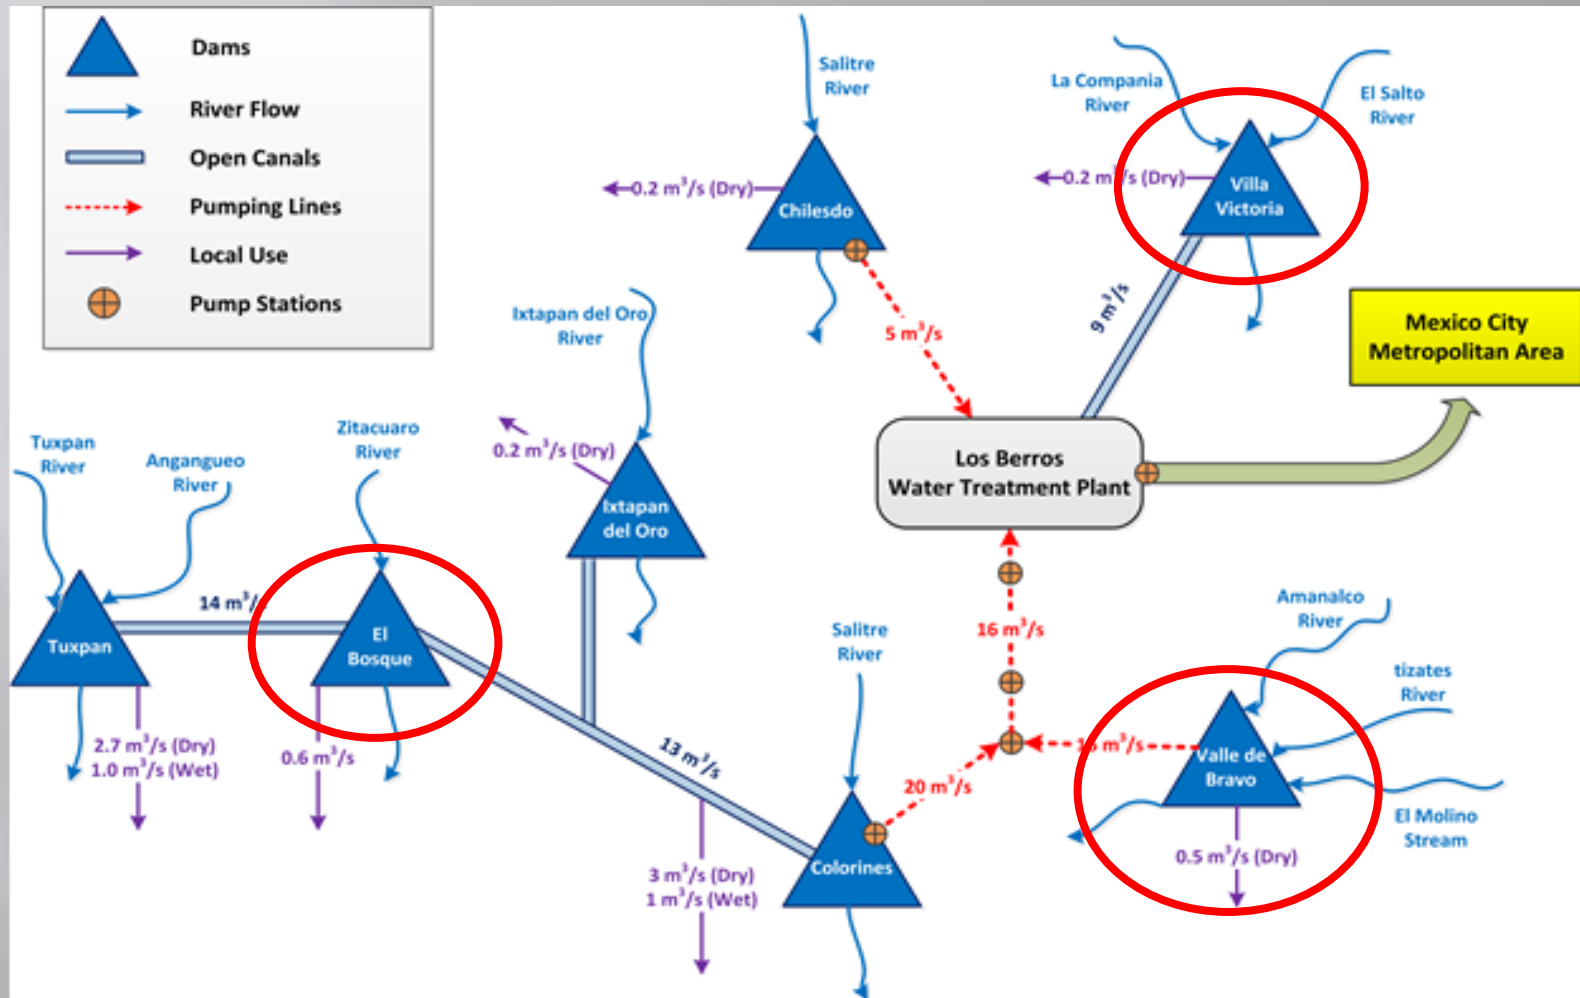 Dams
River Flow
Open Canals
Pumping Lines
Local Use
Pump Stations
Salitre
River
0.2 m³/s (Dry)
Chilesdo
5 m³/s
La Compania
River
El Salto
River
0.2 m³/s (Dry)
Villa
Victoria
9 m³/s
Mexico City
Metropolitan Area
Los Berros
Water Treatment Plant
Ixtapan del Oro
River
0.2 m³/s (Dry)
Ixtapan
del Oro
Tuxpan
River
Angangueo
River
Zitacuaro
River
14 m³/s
Tuxpan
El
Bosque
2.7 m³/s (Dry)
1.0 m³/s (Wet)
0.6 m³/s
13 m³/s
3 m³/s (Dry)
1 m³/s (Wet)
Salitre
River
Colorines
20 m³/s
16 m³/s
m³/s
Amanalco
River
tizates
River
Valle de
Bravo
El Molino
Stream
0.5 m³/s (Dry)